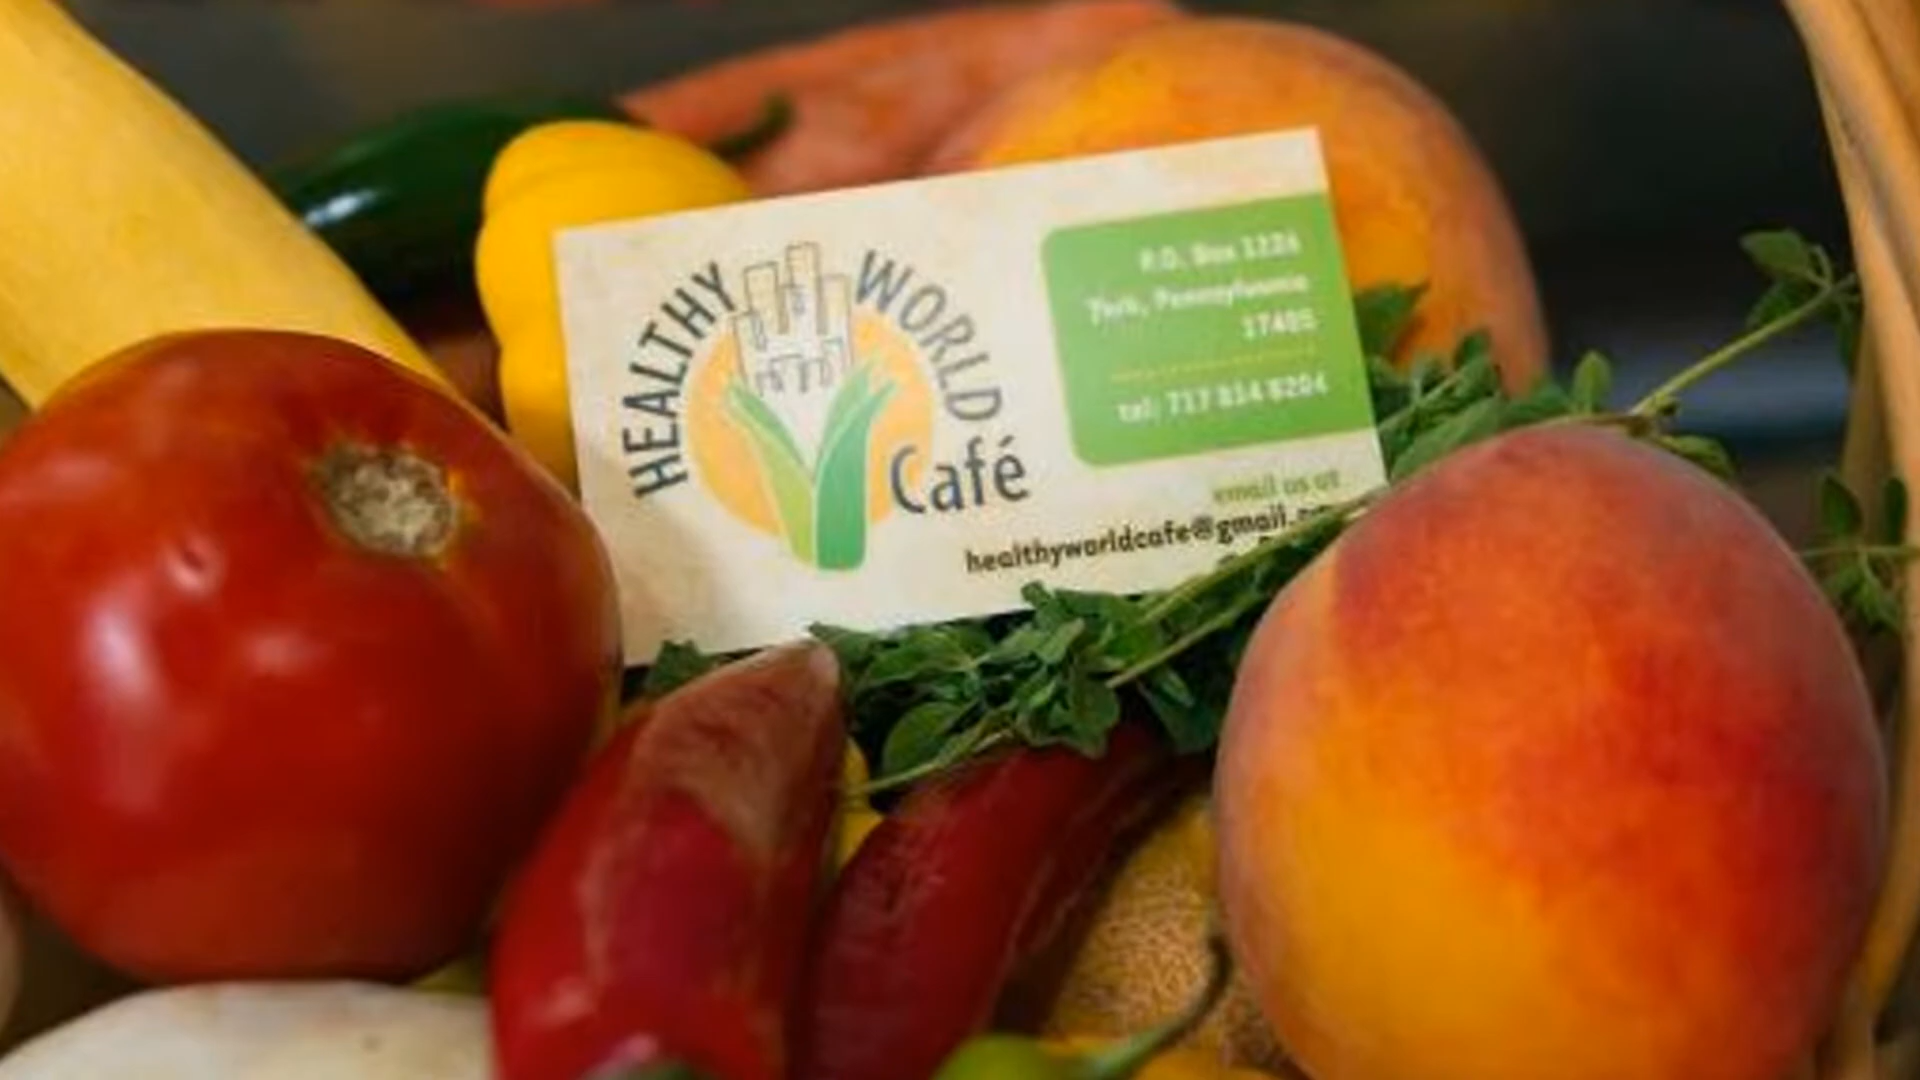 HEALTHY WORLD
Café
P.O. Box 1226
York, Pennsylvania
17405
tel: 717 814 8204
email us at
healthyworldcafe@gmail.